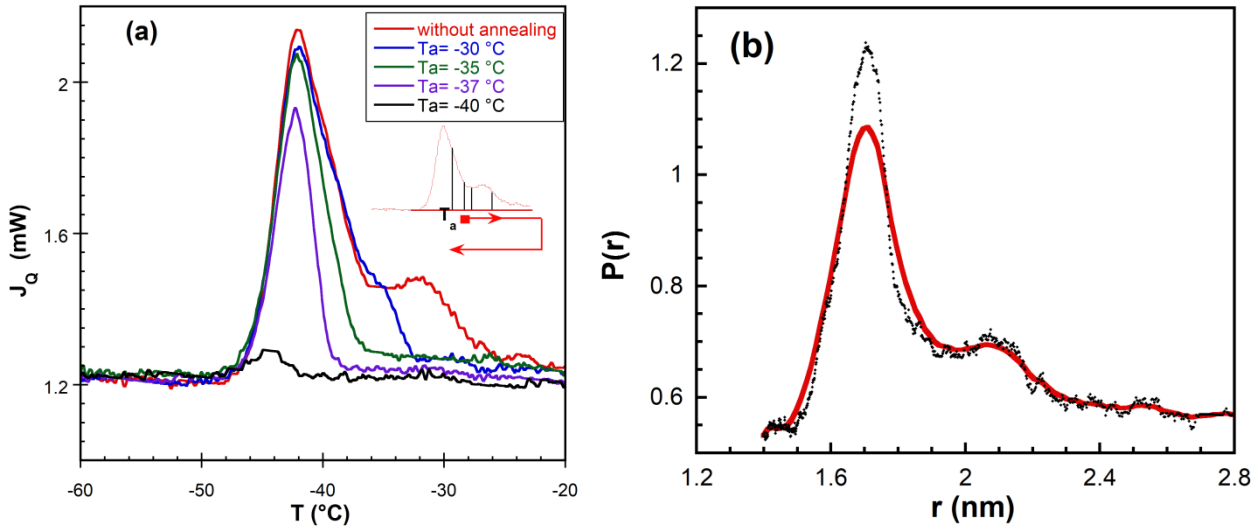 (a)
without annealing
Ta= -30 °C
Ta= -35 °C
Ta= -37 °C
Ta= -40 °C
T
a
2
1.6
1.2
J_Q (mW)
-60
-50
-40
-30
-20
T (°C)
(b)
1.2
1
0.8
0.6
P(r)
1.2
1.6
2
2.4
2.8
r (nm)